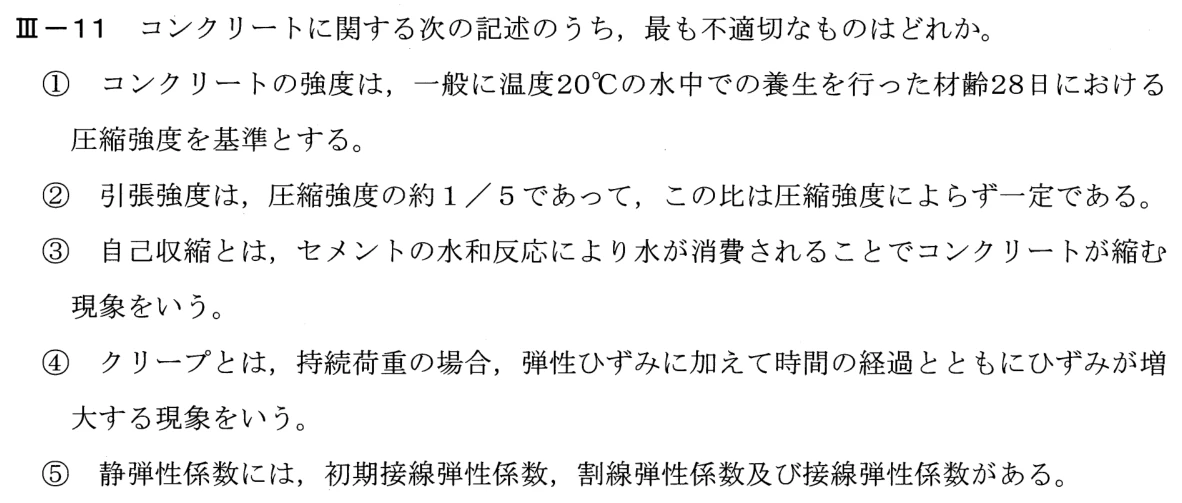 Ⅲ－11　コンクリートに関する次の記述のうち，最も不適切なものはどれか。
①　コンクリートの強度は，一般に温度20℃の水中での養生を行った材齢28日における
圧縮強度を基準とする。
②　引張強度は，圧縮強度の約１／５であって，この比は圧縮強度によらず一定である。
③　自己収縮とは，セメントの水和反応により水が消費されることでコンクリートが縮む
現象をいう。
④　クリープとは，持続荷重の場合，弾性ひずみに加えて時間の経過とともにひずみが増
大する現象をいう。
⑤　静弾性係数には，初期接線弾性係数，割線弾性係数及び接線弾性係数がある。